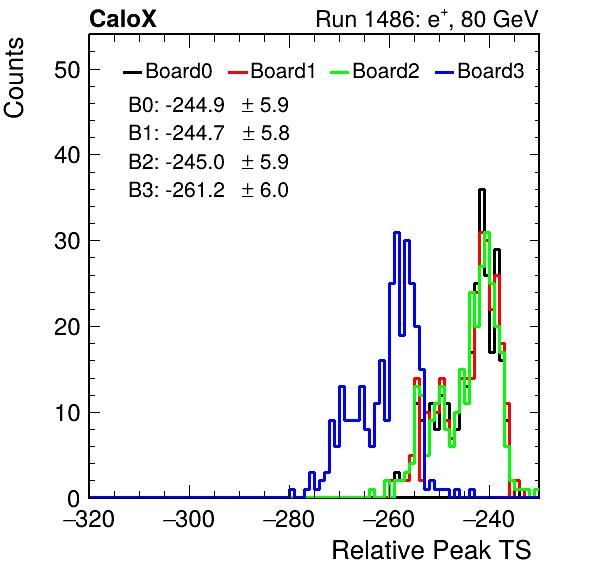 CaloX Run 1486: e⁺, 80 GeV
Counts
Board0 Board1 Board2 Board3
B0: -244.9 ± 5.9
B1: -244.7 ± 5.8
B2: -245.0 ± 5.9
B3: -261.2 ± 6.0
50
40
30
20
10
0
−320 −300 −280 −260 −240
Relative Peak TS